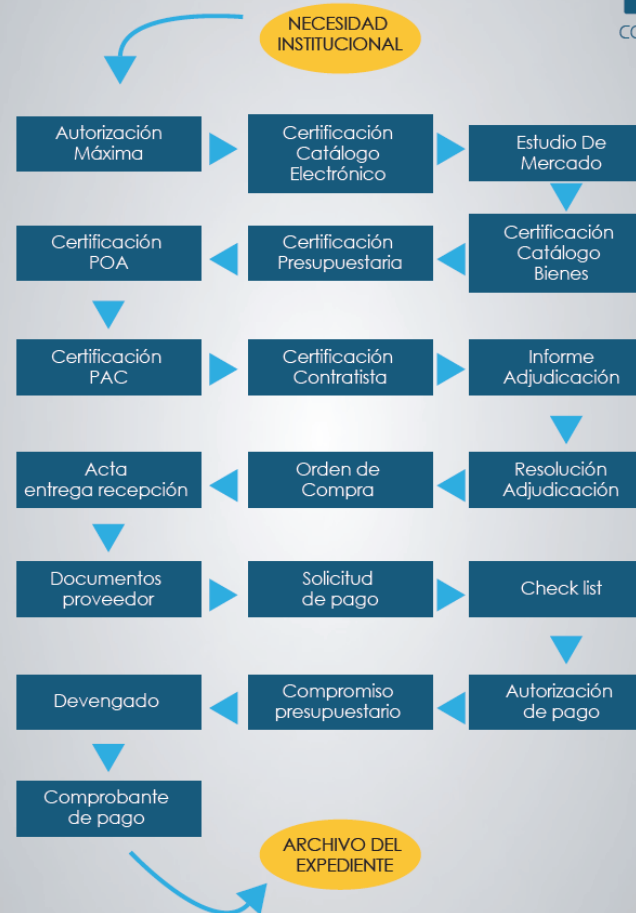 NECESIDAD
INSTITUCIONAL
CO
Autorización
Máxima
Certificación
Catálogo
Electrónico
Estudio De
Mercado
Certificación
Catálogo
Bienes
Certificación
Presupuestaria
Certificación
POA
Certificación
PAC
Certificación
Contratista
Informe
Adjudicación
Resolución
Adjudicación
Orden de
Compra
Acta
entrega recepción
Documentos
proveedor
Solicitud
de pago
Check list
Autorización
de pago
Compromiso
presupuestario
Devengado
Comprobante
de pago
ARCHIVO DEL
EXPEDIENTE